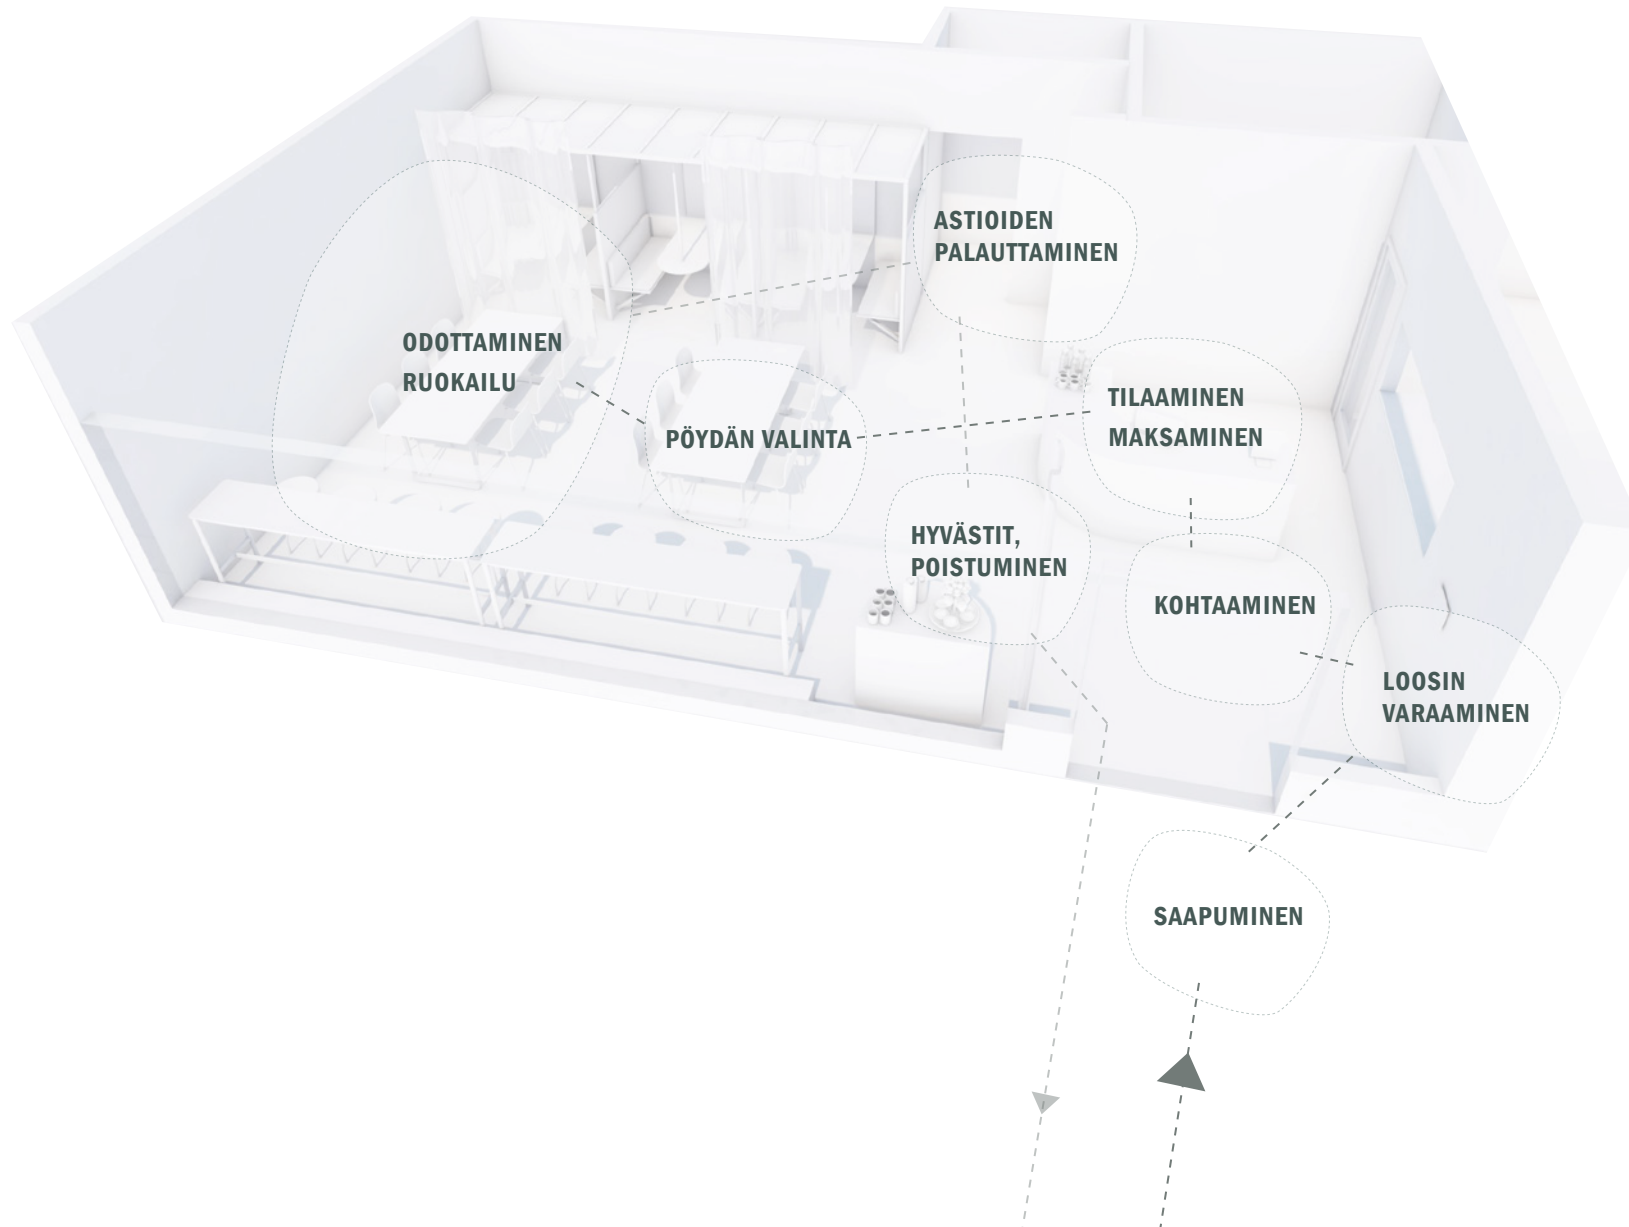 ASTIOIDEN
PALAUTTAMINEN
ODOTTAMINEN
RUOKAILU
TILAAMINEN
MAKSAMINEN
PÖYDÄN VALINTA
HYVÄSTIT,
POISTUMINEN
KOHTAAMINEN
LOOSIN
VARAAMINEN
SAAPUMINEN